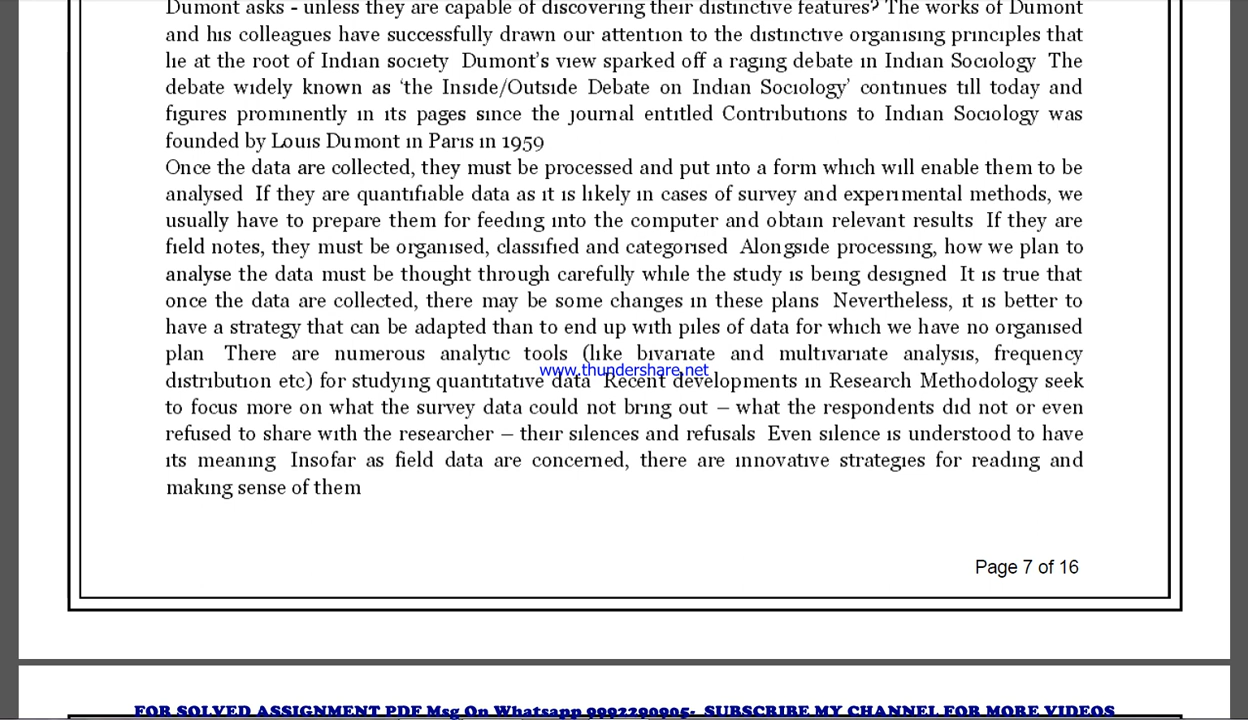 Dumont asks - unless they are capable of discovering their distinctive features? The works of Dumont
and his colleagues have successfully drawn our attention to the distinctive organising principles that
lie at the root of Indian society  Dumont's view sparked off a raging debate in Indian Sociology  The
debate widely known as 'the Inside/Outside Debate on Indian Sociology' continues till today and
figures prominently in its pages since the journal entitled Contributions to Indian Sociology was
founded by Louis Dumont in Paris in 1959
Once the data are collected, they must be processed and put into a form which will enable them to be
analysed  If they are quantifiable data as it is likely in cases of survey and experimental methods, we
usually have to prepare them for feeding into the computer and obtain relevant results  If they are
field notes, they must be organised, classified and categorised  Alongside processing, how we plan to
analyse the data must be thought through carefully while the study is being designed  It is true that
once the data are collected, there may be some changes in these plans  Nevertheless, it is better to
have a strategy that can be adapted than to end up with piles of data for which we have no organised
plan  There are numerous analytic tools (like bivariate and multivariate analysis, frequency
www.thundershare.net
distribution etc) for studying quantitative data  Recent developments in Research Methodology seek
to focus more on what the survey data could not bring out – what the respondents did not or even
refused to share with the researcher – their silences and refusals  Even silence is understood to have
its meaning  Insofar as field data are concerned, there are innovative strategies for reading and
making sense of them
Page 7 of 16
FOR SOLVED ASSIGNMENT PDF Msg On Whatsapp 9992290905- SUBSCRIBE MY CHANNEL FOR MORE VIDEOS